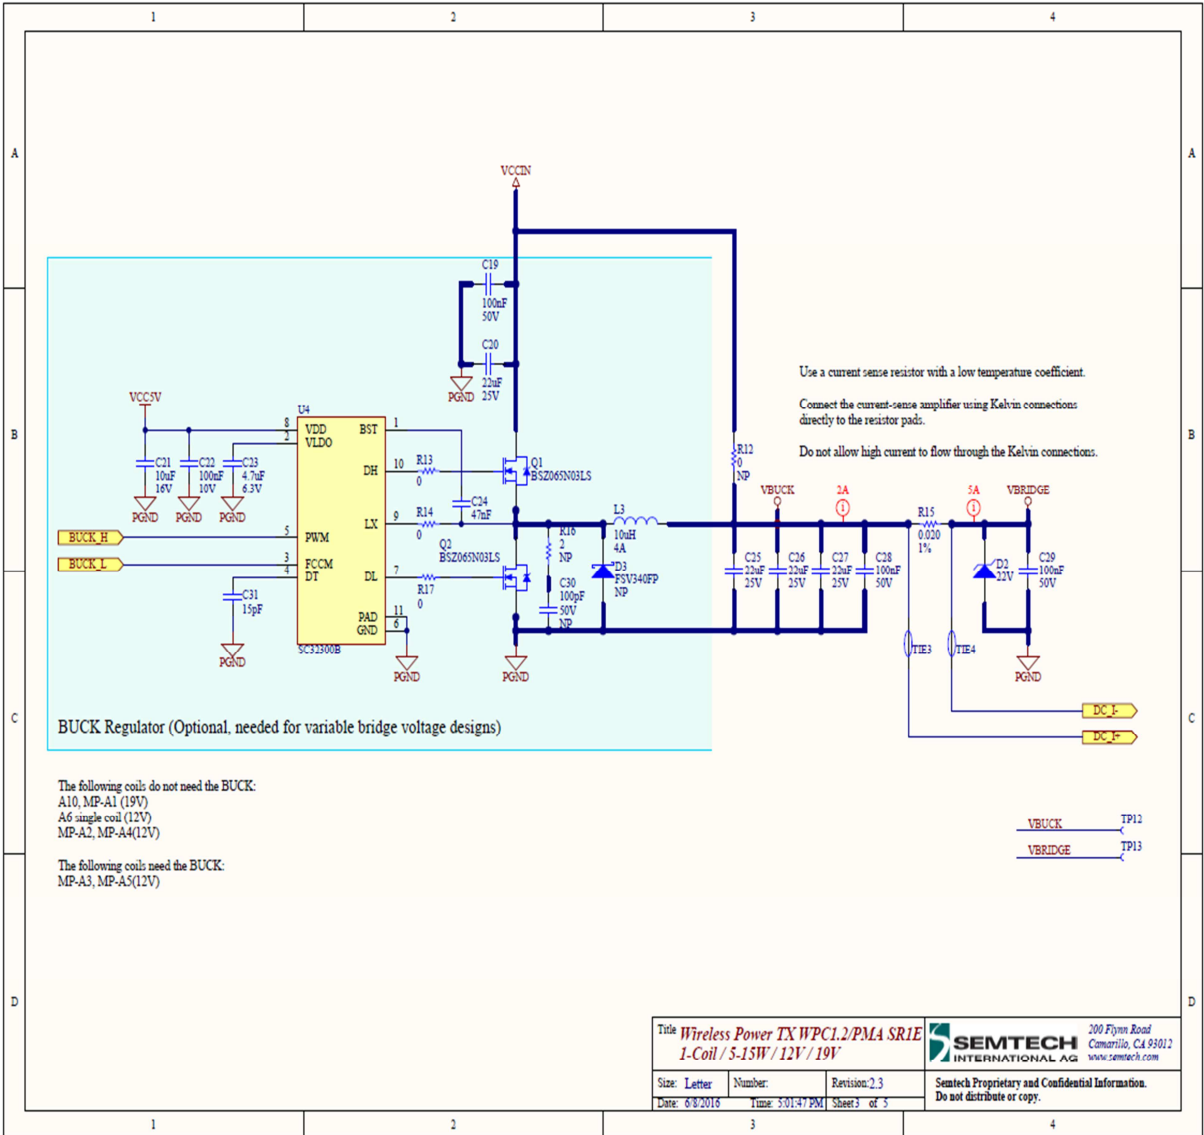 1 2 3 4
A A
VCCIN
C19
100nF
50V
C20
22uF
25V
PGND
Use a current sense resistor with a low temperature coefficient.
Connect the current-sense amplifier using Kelvin connections
directly to the resistor pads.
Do not allow high current to flow through the Kelvin connections.
B B
VCC5V
C21
10uF
16V
PGND
C22
100nF
10V
PGND
C23
4.7uF
6.3V
PGND
U4
8 VDD
2 VLDO
5 PWM
3 FCCM
4 DT
BST 1
DH 10
LX 9
DL 7
PAD 11
GND 6
SC32300B
BUCK_H
BUCK_L
C31
15pF
PGND
PGND
R13
0
R14
0
R17
0
C24
47nF
Q1
BSZ065N03LS
Q2
BSZ065N03LS
R16
2
NP
C30
100pF
50V
NP
PGND
D3
FSV340FP
NP
L3
10uH
4A
R12
0
NP
VBUCK
2A
1
5A
1
VBRIDGE
C25
22uF
25V
C26
22uF
25V
C27
22uF
25V
C28
100nF
50V
R15
0.020
1%
D2
22V
C29
100nF
50V
TIE3
TIE4
PGND
DC_I-
DC_I+
C C
BUCK Regulator (Optional, needed for variable bridge voltage designs)
The following coils do not need the BUCK:
A10, MP-A1 (19V)
A6 single coil (12V)
MP-A2, MP-A4(12V)
The following coils need the BUCK:
MP-A3, MP-A5(12V)
VBUCK TP12
VBRIDGE TP13
D D
Title Wireless Power TX WPC1.2/PMA SR1E
1-Coil / 5-15W / 12V / 19V
Size: Letter Number: Revision:2.3
Date: 6/8/2016 Time: 5:01:47 PM Sheet3 of 5
SEMTECH
INTERNATIONAL AG
200 Flynn Road
Camarillo, CA 93012
www.semtech.com
Semtech Proprietary and Confidential Information.
Do not distribute or copy.
1 2 3 4